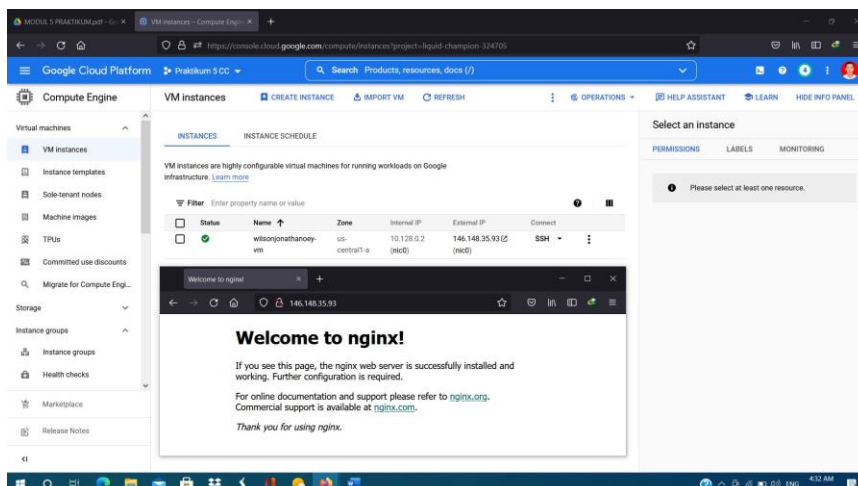 MODUL 5 PRAKTIKUM.pdf
VM instances – Compute Engin
https://console.cloud.google.com/compute/instances?project=liquid-champion-324705
Google Cloud Platform
Praktikum 5 CC
Search Products, resources, docs (/)
Compute Engine
VM instances
CREATE INSTANCE
IMPORT VM
REFRESH
OPERATIONS
HELP ASSISTANT
LEARN
HIDE INFO PANEL
Virtual machines
VM instances
Instance templates
Sole-tenant nodes
Machine images
TPUs
Committed use discounts
Migrate for Compute Engi...
Storage
Instance groups
Instance groups
Health checks
Marketplace
Release Notes
INSTANCES
INSTANCE SCHEDULE
VM instances are highly configurable virtual machines for running workloads on Google
infrastructure. Learn more
Filter Enter property name or value
Status Name Zone Internal IP External IP Connect
wilsonjonathanoey- us- 10.128.0.2 146.148.35.93 SSH
vm central1-a (nic0) (nic0)
Select an instance
PERMISSIONS LABELS MONITORING
Please select at least one resource.
Welcome to nginx!
146.148.35.93
Welcome to nginx!
If you see this page, the nginx web server is successfully installed and
working. Further configuration is required.
For online documentation and support please refer to nginx.org.
Commercial support is available at nginx.com.
Thank you for using nginx.
ENG
4:32 AM